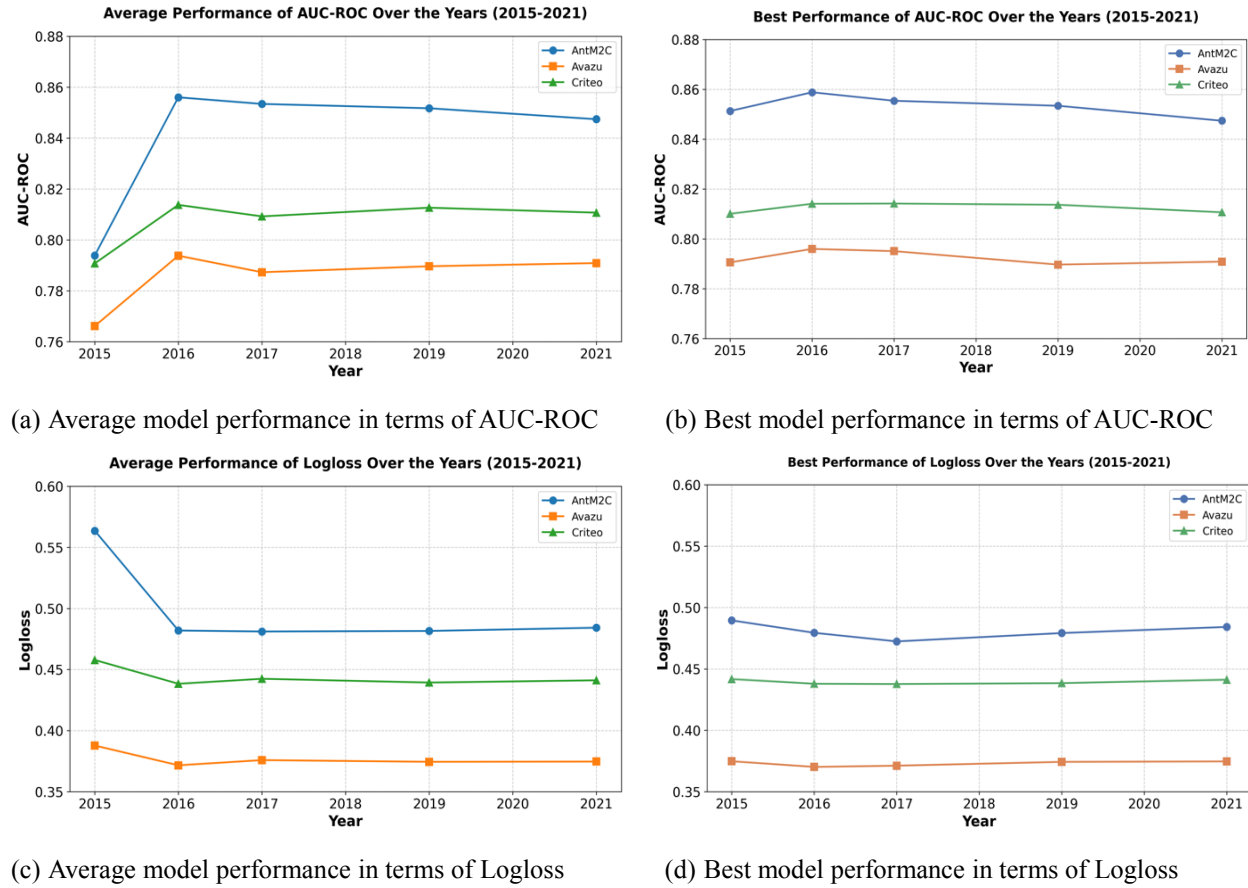 Average Performance of AUC-ROC Over the Years (2015-2021)
0.88
0.86
0.84
0.82
0.80
0.78
0.76
AUC-ROC
AntM2C
Avazu
Criteo
2015 2016 2017 2018 2019 2020 2021
Year
(a) Average model performance in terms of AUC-ROC
Best Performance of AUC-ROC Over the Years (2015-2021)
0.88
0.86
0.84
0.82
0.80
0.78
0.76
AUC-ROC
AntM2C
Avazu
Criteo
2015 2016 2017 2018 2019 2020 2021
Year
(b) Best model performance in terms of AUC-ROC
Average Performance of Logloss Over the Years (2015-2021)
0.60
0.55
0.50
0.45
0.40
0.35
Logloss
AntM2C
Avazu
Criteo
2015 2016 2017 2018 2019 2020 2021
Year
(c) Average model performance in terms of Logloss
Best Performance of Logloss Over the Years (2015-2021)
0.60
0.55
0.50
0.45
0.40
0.35
Logloss
AntM2C
Avazu
Criteo
2015 2016 2017 2018 2019 2020 2021
Year
(d) Best model performance in terms of Logloss